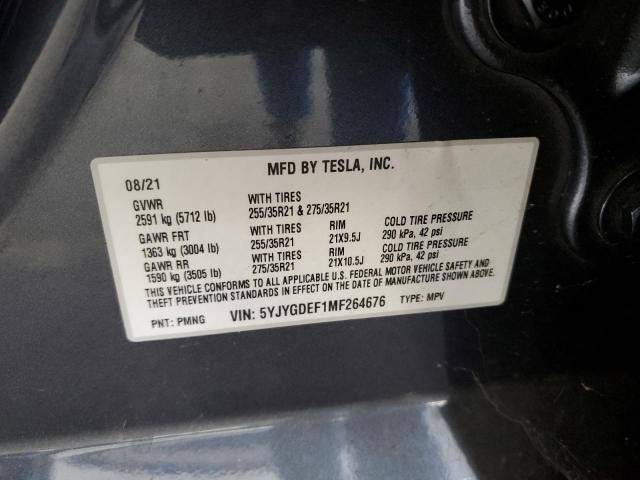 MFD BY TESLA, INC.
08/21
GVWR
2591 kg (5712 lb)
WITH TIRES
255/35R21 & 275/35R21
GAWR FRT
1363 kg (3004 lb)
WITH TIRES
255/35R21
RIM
21X9.5J
COLD TIRE PRESSURE
290 kPa, 42 psi
GAWR RR
1590 kg (3505 lb)
WITH TIRES
275/35R21
RIM
21X10.5J
COLD TIRE PRESSURE
290 kPa, 42 psi
THIS VEHICLE CONFORMS TO ALL APPLICABLE U.S. FEDERAL MOTOR VEHICLE SAFETY AND
THEFT PREVENTION STANDARDS IN EFFECT ON THE DATE OF MANUFACTURE SHOWN ABOVE.
PNT: PMNG VIN: 5YJYGDEF1MF264676 TYPE: MPV